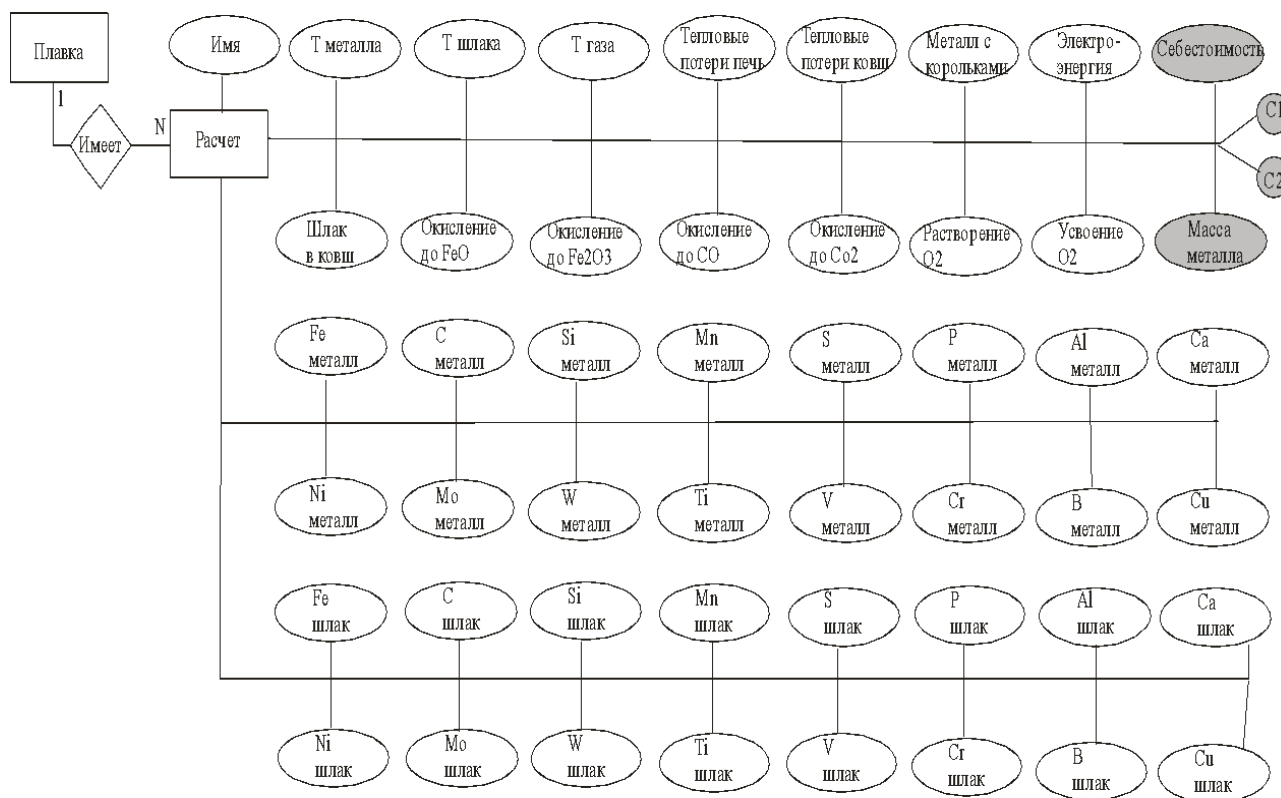 Плавка
Имя
Т металла
Т шлака
Т газа
Тепловые
потери печь
Тепловые
потери ковш
Металл с
корольками
Электро-
энергия
Себестоимость
1
N
Имеет
Расчет
С1
С2
Шлак
в ковш
Окисление
до FeO
Окисление
до Fe2O3
Окисление
до CO
Окисление
до Co2
Растворение
O2
Усвоение
O2
Масса
металла
Fe
металл
C
металл
Si
металл
Mn
металл
S
металл
P
металл
Al
металл
Ca
металл
Ni
металл
Mo
металл
W
металл
Ti
металл
V
металл
Cr
металл
B
металл
Cu
металл
Fe
шлак
C
шлак
Si
шлак
Mn
шлак
S
шлак
P
шлак
Al
шлак
Ca
шлак
Ni
шлак
Mo
шлак
W
шлак
Ti
шлак
V
шлак
Cr
шлак
B
шлак
Cu
шлак